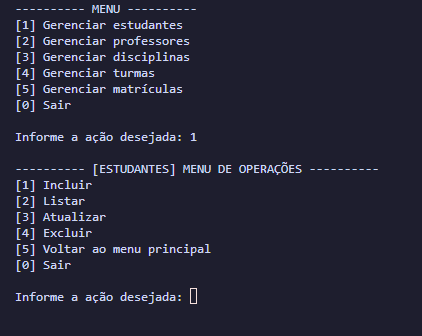 ---------- MENU ----------
[1] Gerenciar estudantes
[2] Gerenciar professores
[3] Gerenciar disciplinas
[4] Gerenciar turmas
[5] Gerenciar matrículas
[0] Sair
Informe a ação desejada: 1
---------- [ESTUDANTES] MENU DE OPERAÇÕES ----------
[1] Incluir
[2] Listar
[3] Atualizar
[4] Excluir
[5] Voltar ao menu principal
[0] Sair
Informe a ação desejada: